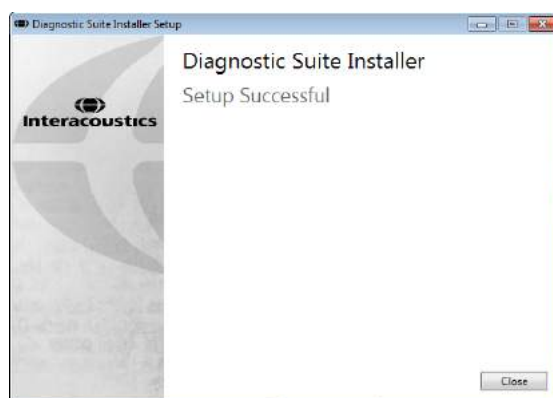 Diagnostic Suite Installer Setup
Diagnostic Suite Installer
Setup Successful
Interacoustics
Close